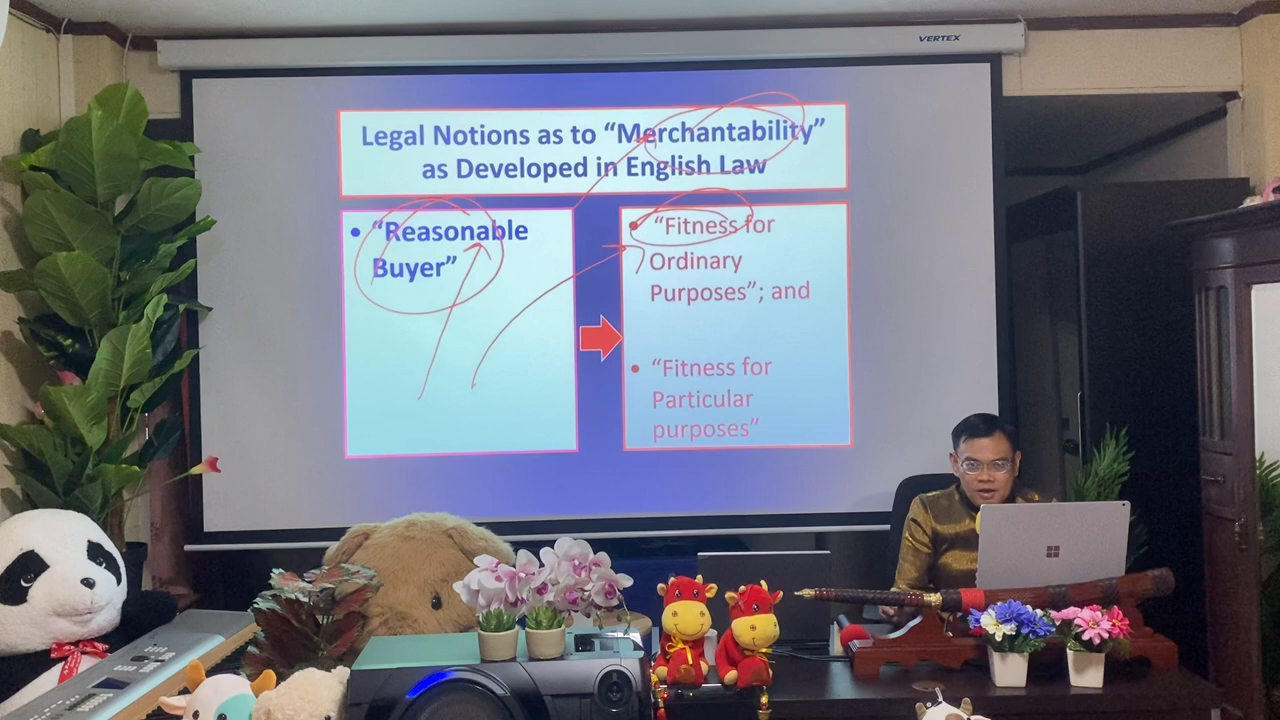 VERTEX
Legal Notions as to “Merchantability”
as Developed in English Law
• “Reasonable
Buyer”
• “Fitness for
Ordinary
Purposes”; and
• “Fitness for
Particular
purposes”